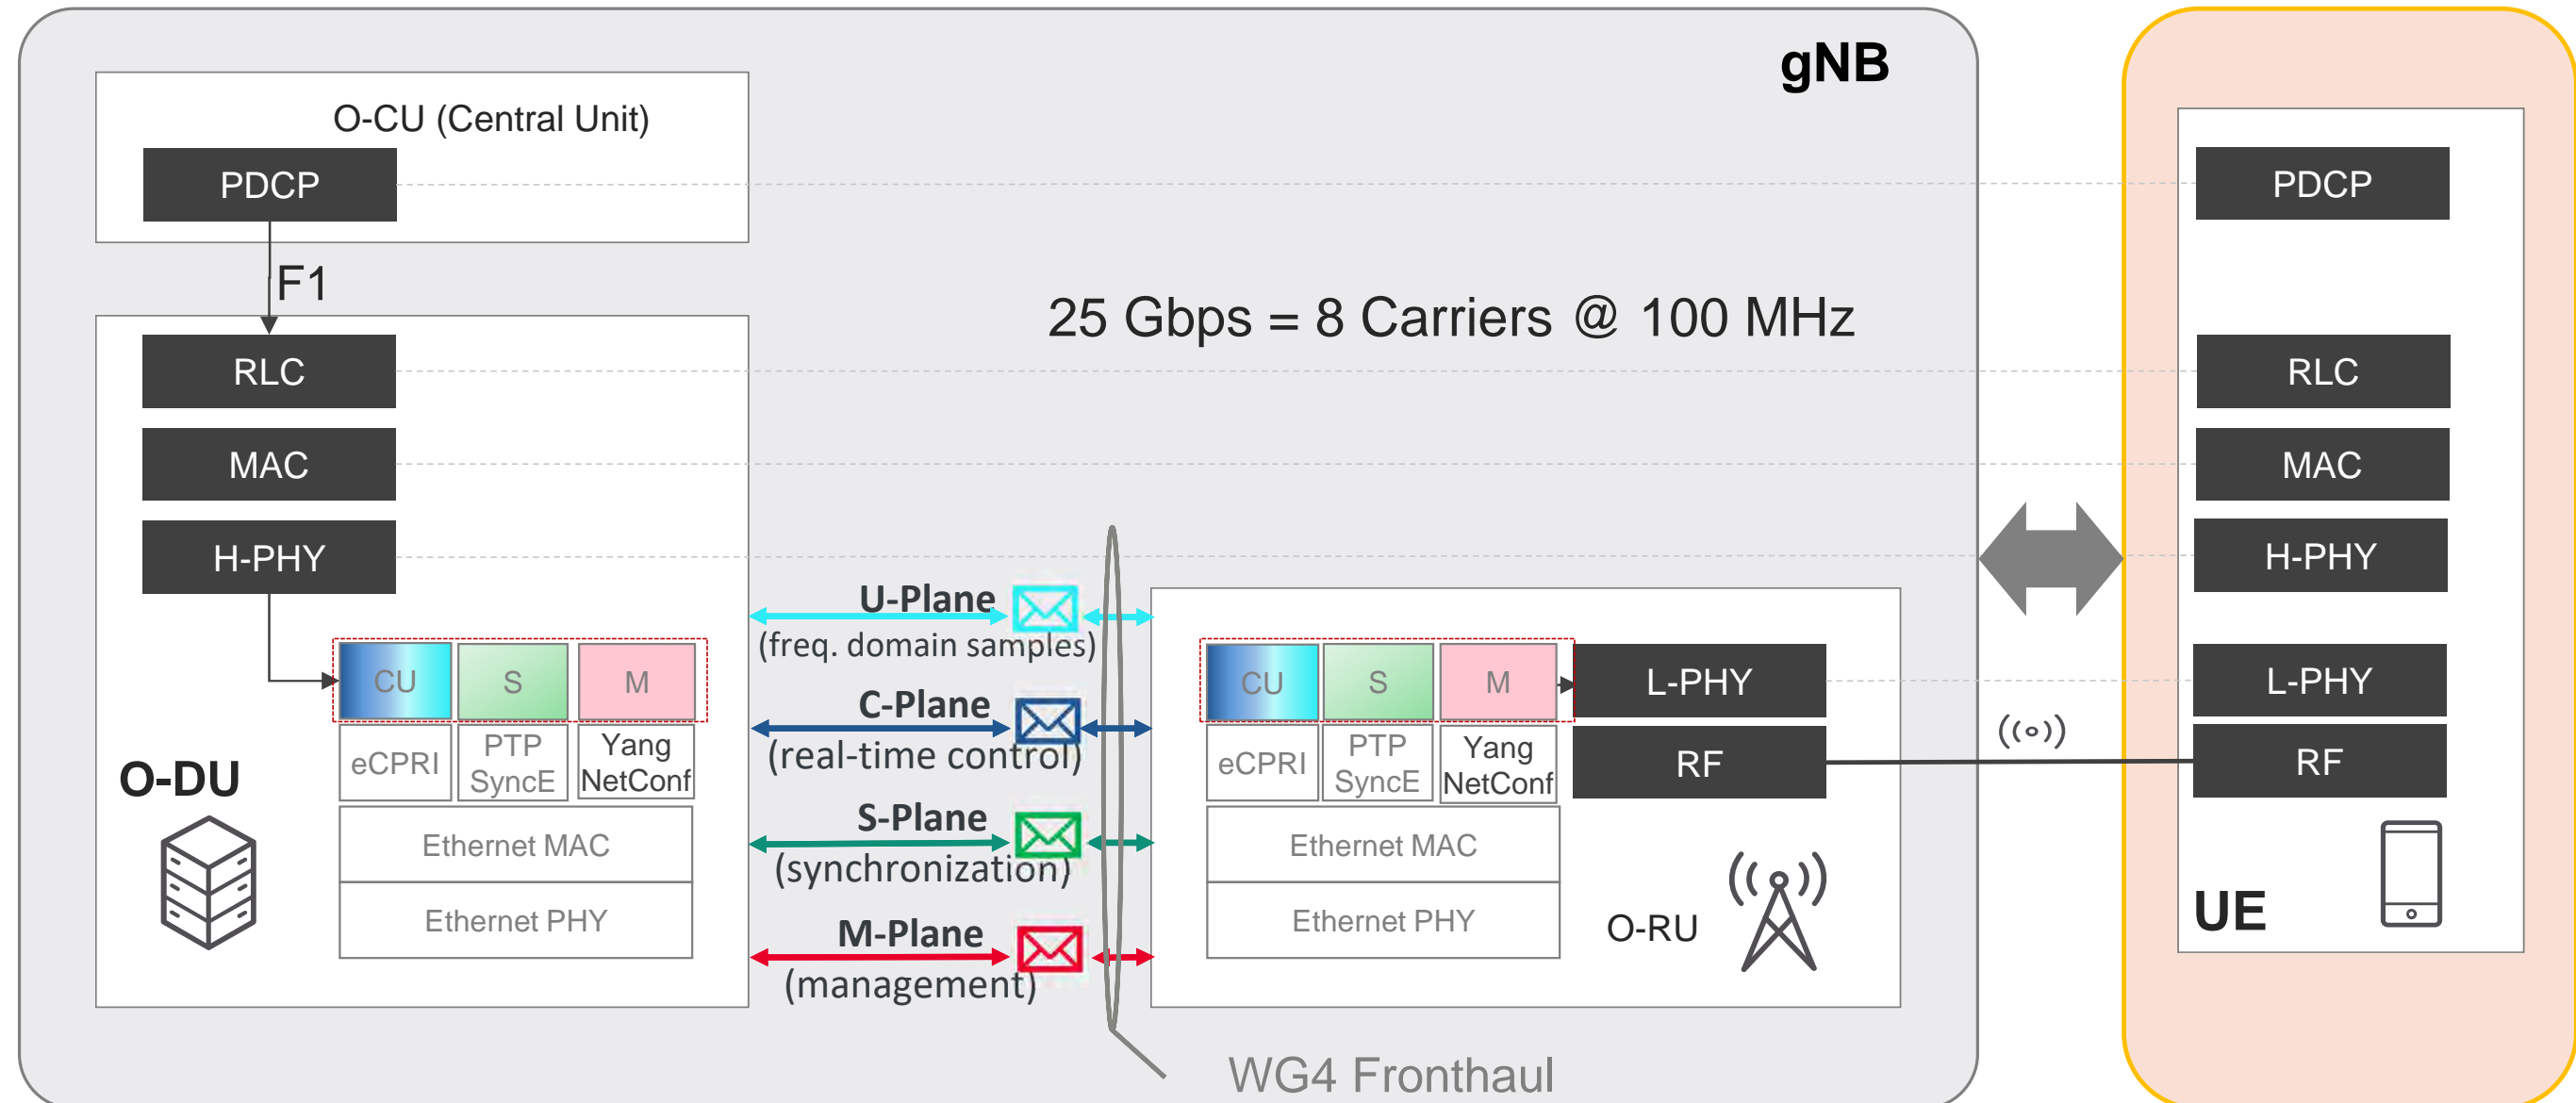 gNB
O-CU (Central Unit)
PDCP
F1
25 Gbps = 8 Carriers @ 100 MHz
RLC
MAC
H-PHY
CU
S
M
eCPRI
PTP
SyncE
Yang
NetConf
Ethernet MAC
Ethernet PHY
O-DU
U-Plane
(freq. domain samples)
C-Plane
(real-time control)
S-Plane
(synchronization)
M-Plane
(management)
CU
S
M
L-PHY
eCPRI
PTP
SyncE
Yang
NetConf
RF
Ethernet MAC
Ethernet PHY
O-RU
WG4 Fronthaul
PDCP
RLC
MAC
H-PHY
L-PHY
RF
UE